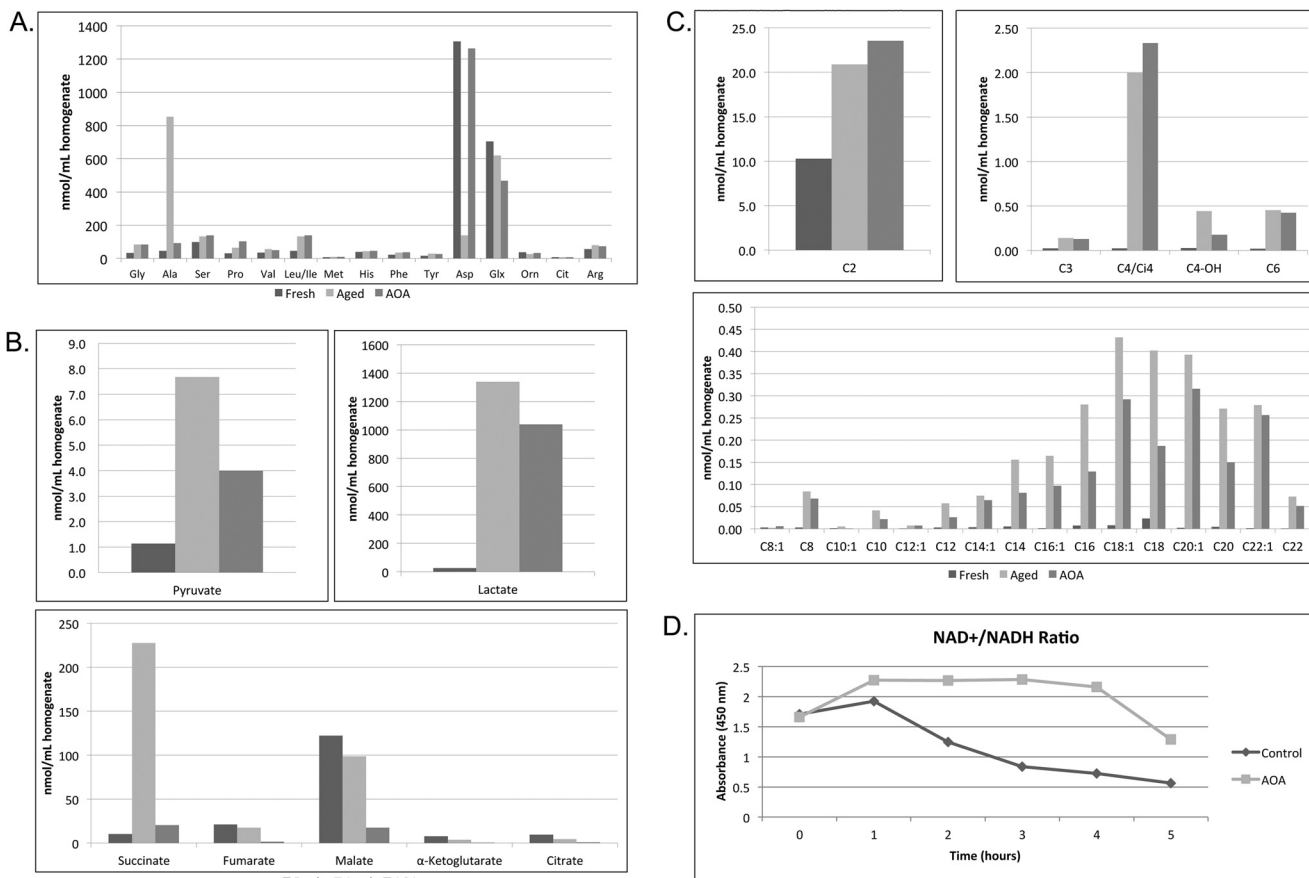 A.
1400
1200
1000
800
600
400
200
0
nmol/mL homogenate
Gly Ala Ser Pro Val Leu/Ile Met His Phe Tyr Asp Glx Orn Cit Arg
Fresh Aged AOA
B.
9.0
8.0
7.0
6.0
5.0
4.0
3.0
2.0
1.0
0.0
nmol/mL homogenate
Pyruvate
1600
1400
1200
1000
800
600
400
200
0
nmol/mL homogenate
Lactate
250
200
150
100
50
0
nmol/mL homogenate
Succinate Fumarate Malate α-Ketoglutarate Citrate
C.
25.0
20.0
15.0
10.0
5.0
0.0
nmol/mL homogenate
C2
2.50
2.00
1.50
1.00
0.50
0.00
nmol/mL homogenate
C3 C4/Ci4 C4-OH C6
0.50
0.45
0.40
0.35
0.30
0.25
0.20
0.15
0.10
0.05
0.00
nmol/mL homogenate
C8:1 C8 C10:1 C10 C12:1 C12 C14:1 C14 C16:1 C16 C18:1 C18 C20:1 C20 C22:1 C22
Fresh Aged AOA
D.
NAD+/NADH Ratio
2.5
2
1.5
1
0.5
0
Absorbance (450 nm)
0 1 2 3 4 5
Time (hours)
Control
AOA